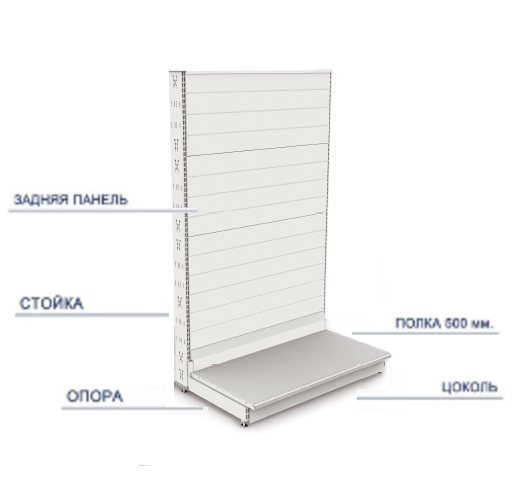 ЗАДНЯЯ ПАНЕЛЬ
СТОЙКА
ПОЛКА 500 мм.
ОПОРА
ЦОКОЛЬ